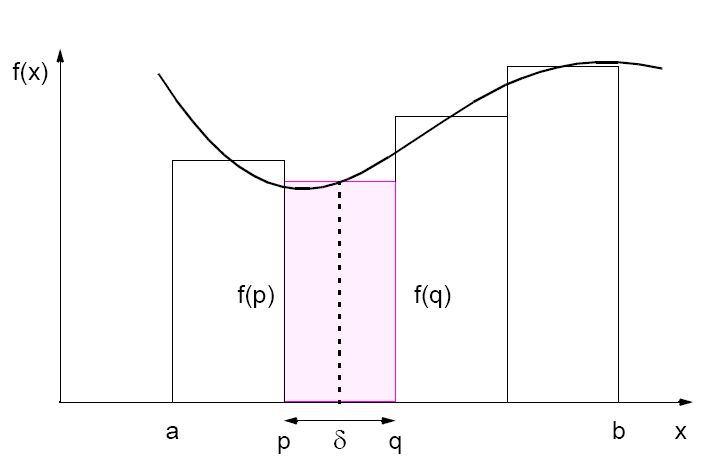 f(x)
f(p) f(q)
a p δ q b x